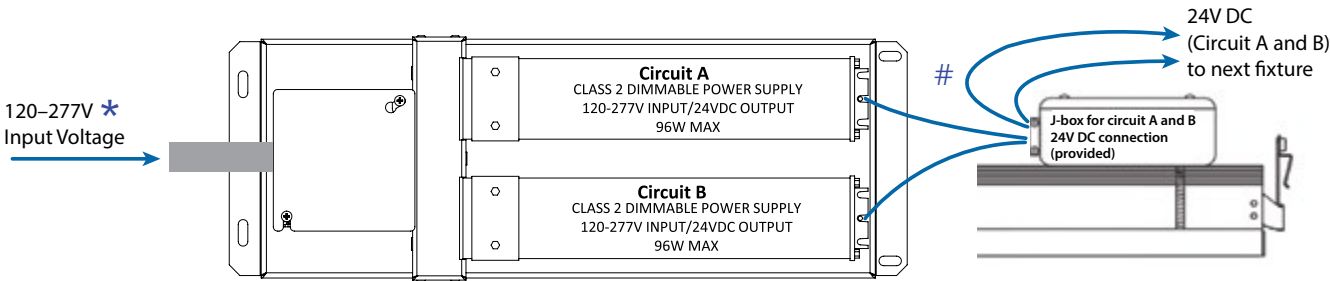 24V DC
(Circuit A and B)
to next fixture
#
120–277V *
Input Voltage
Circuit A
CLASS 2 DIMMABLE POWER SUPPLY
120-277V INPUT/24VDC OUTPUT
96W MAX
J-box for circuit A and B
24V DC connection
(provided)
Circuit B
CLASS 2 DIMMABLE POWER SUPPLY
120-277V INPUT/24VDC OUTPUT
96W MAX